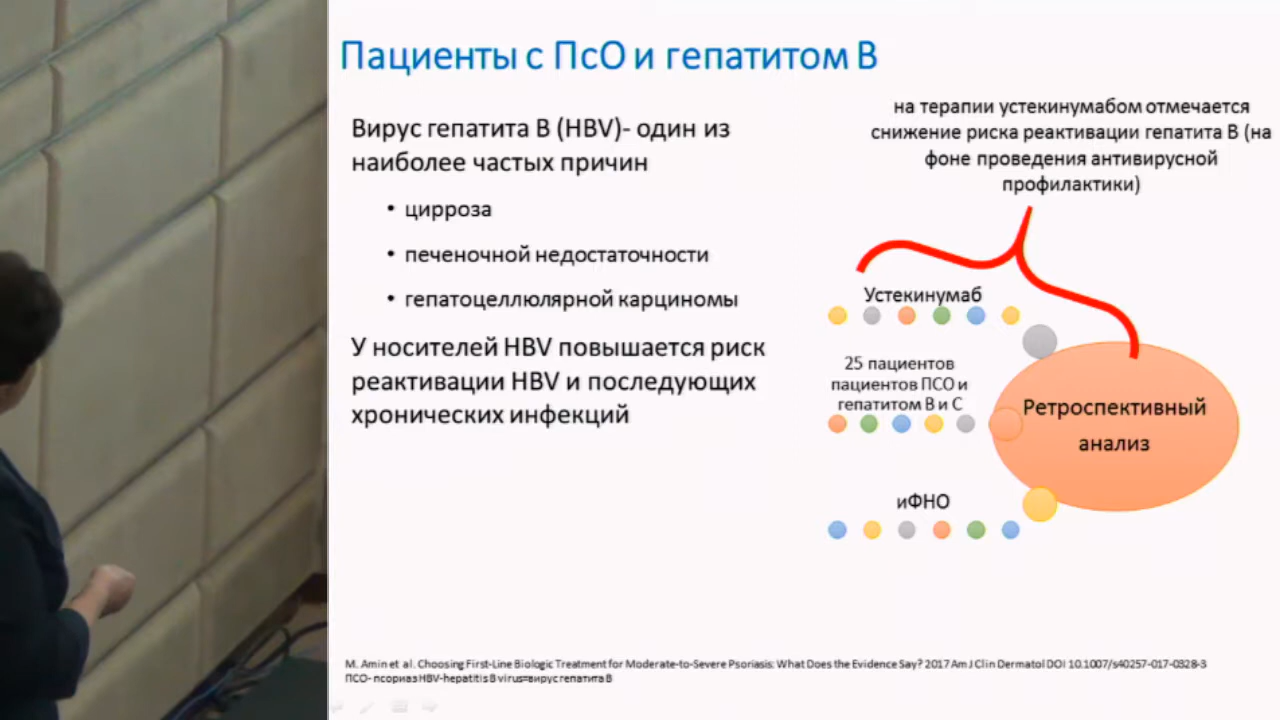 Пациенты с ПсО и гепатитом В
Вирус гепатита В (HBV)- один из
наиболее частых причин
• цирроза
• печеночной недостаточности
• гепатоцеллюлярной карциномы
У носителей HBV повышается риск
реактивации HBV и последующих
хронических инфекций
на терапии устекинумабом отмечается
снижение риска реактивации гепатита В (на
фоне проведения антивирусной
профилактики)
Устекинумаб
25 пациентов
пациентов ПСО и
гепатитом В и С
Ретроспективный
анализ
иФНО
M. Amin et al. Choosing First-Line Biologic Treatment for Moderate-to-Severe Psoriasis: What Does the Evidence Say? 2017 Am J Clin Dermatol DOI 10.1007/s40257-017-0328-3
ПСО- псориаз HBV-hepatitis B virus=вирус гепатита В